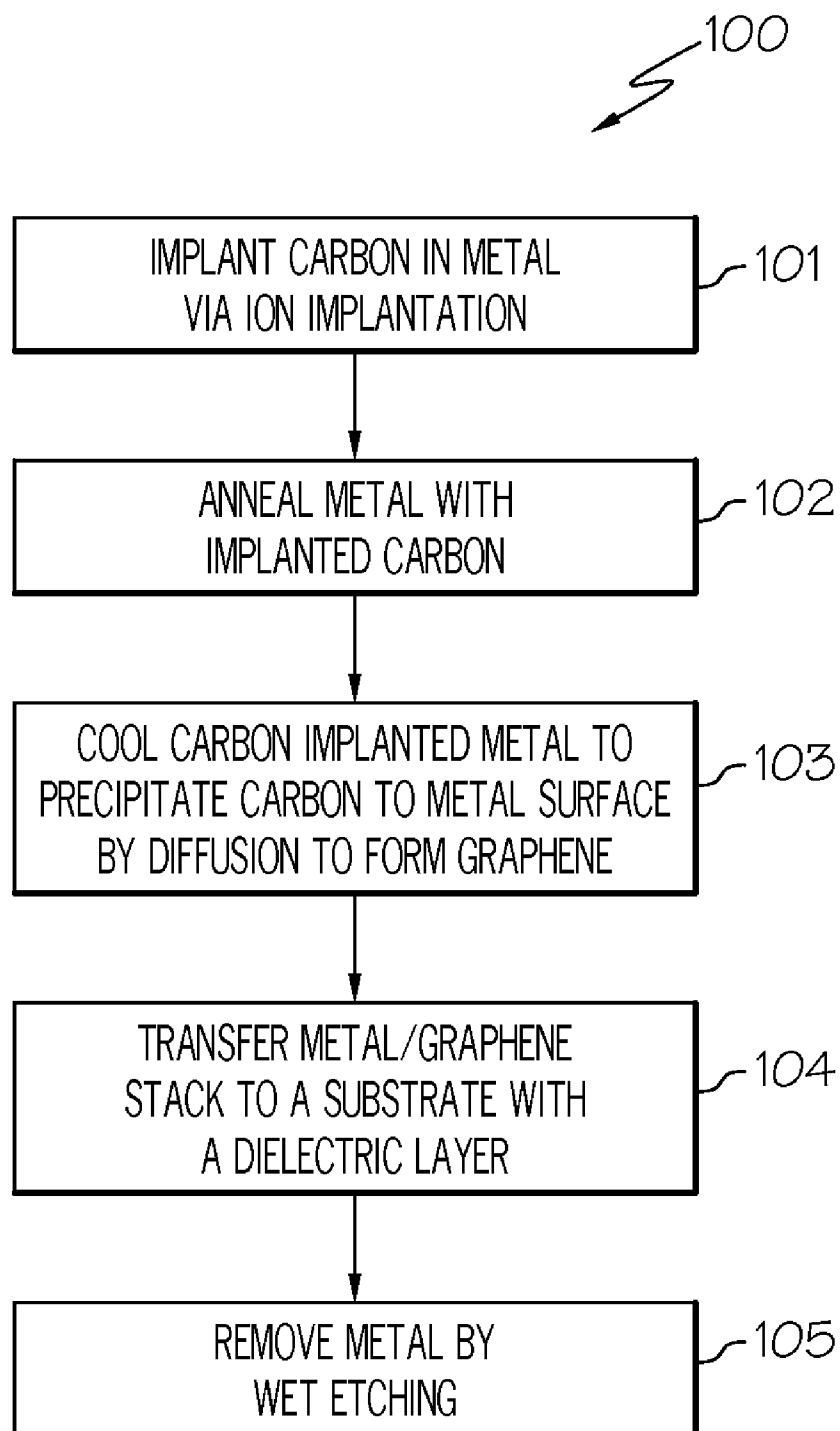 100
IMPLANT CARBON IN METAL
VIA ION IMPLANTATION
101
ANNEAL METAL WITH
IMPLANTED CARBON
102
COOL CARBON IMPLANTED METAL TO
PRECIPITATE CARBON TO METAL SURFACE
BY DIFFUSION TO FORM GRAPHENE
103
TRANSFER METAL/GRAPHENE
STACK TO A SUBSTRATE WITH
A DIELECTRIC LAYER
104
REMOVE METAL BY
WET ETCHING
105